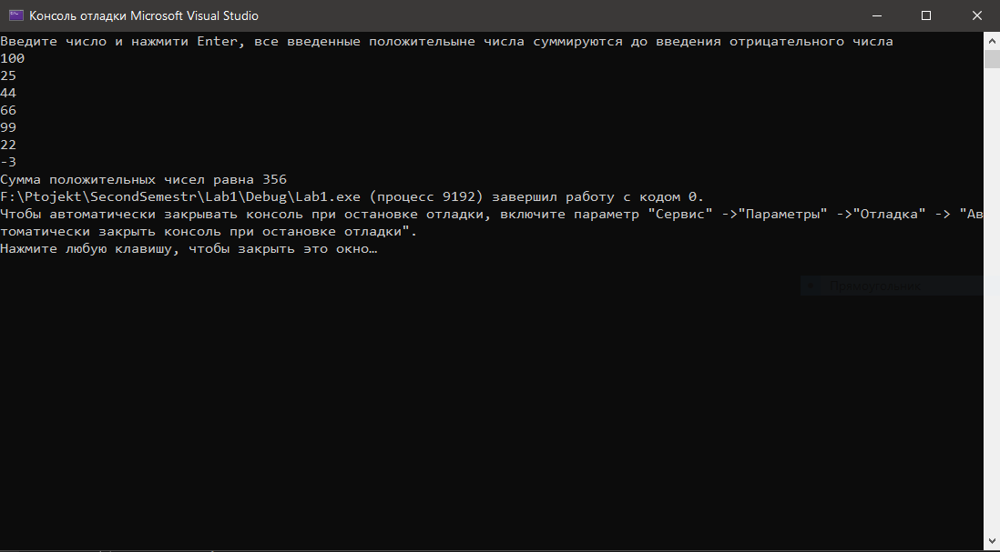 Консоль отладки Microsoft Visual Studio
Введите число и нажмити Enter, все введенные положительыне числа суммируются до введения отрицательного числа
100
25
44
66
99
22
-3
Сумма положительных чисел равна 356
F:\Ptojekt\SecondSemestr\Lab1\Debug\Lab1.exe (процесс 9192) завершил работу с кодом 0.
Чтобы автоматически закрывать консоль при остановке отладки, включите параметр "Сервис" ->"Параметры" ->"Отладка" -> "Ав
томатически закрыть консоль при остановке отладки".
Нажмите любую клавишу, чтобы закрыть это окно…
Прямоугольник